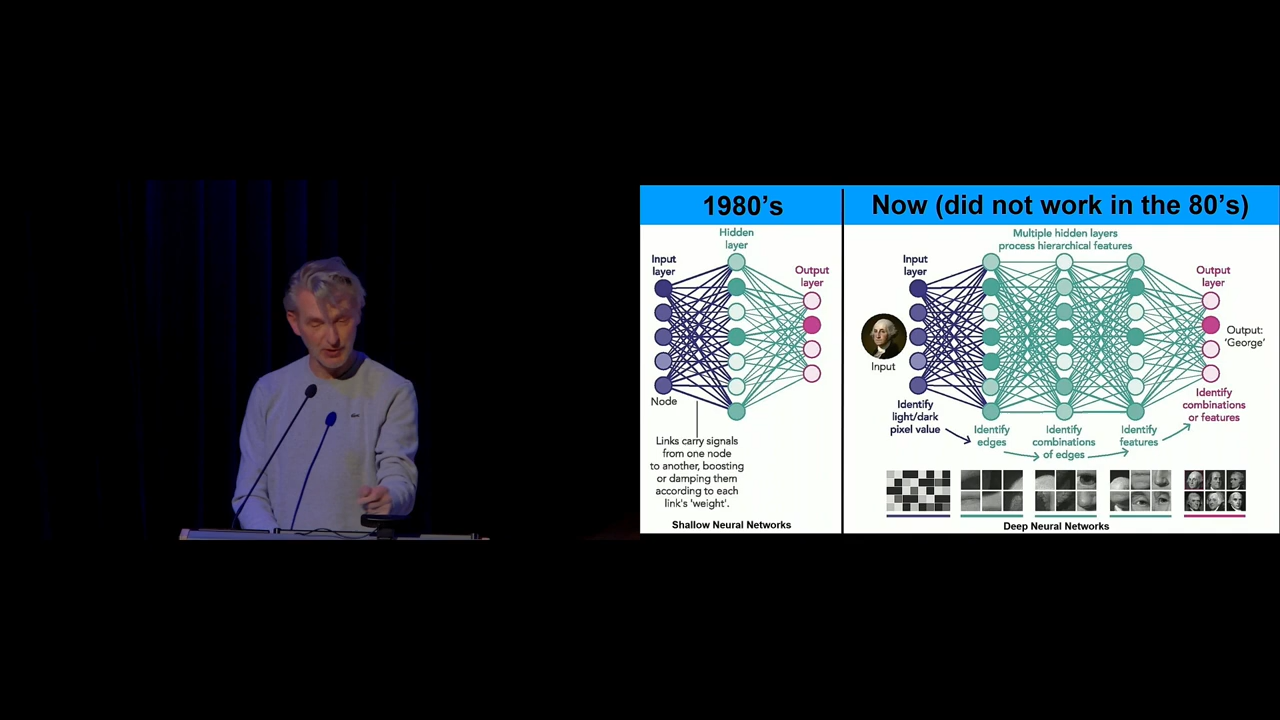 1980's
Now (did not work in the 80's)
Hidden
layer
Input
layer
Output
layer
Node
Links carry signals
from one node
to another, boosting
or damping them
according to each
link's 'weight'.
Shallow Neural Networks
Multiple hidden layers
process hierarchical features
Input
layer
Output
layer
Input
Output:
'George'
Identify
light/dark
pixel value
Identify
edges
Identify
combinations
of edges
Identify
features
Identify
combinations
or features
Deep Neural Networks